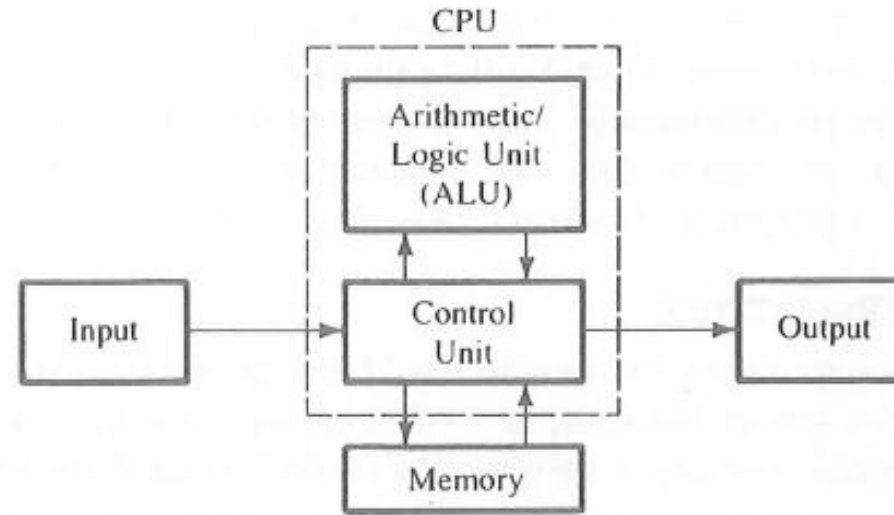 CPU
Arithmetic/
Logic Unit
(ALU)
Input
Control
Unit
Output
Memory